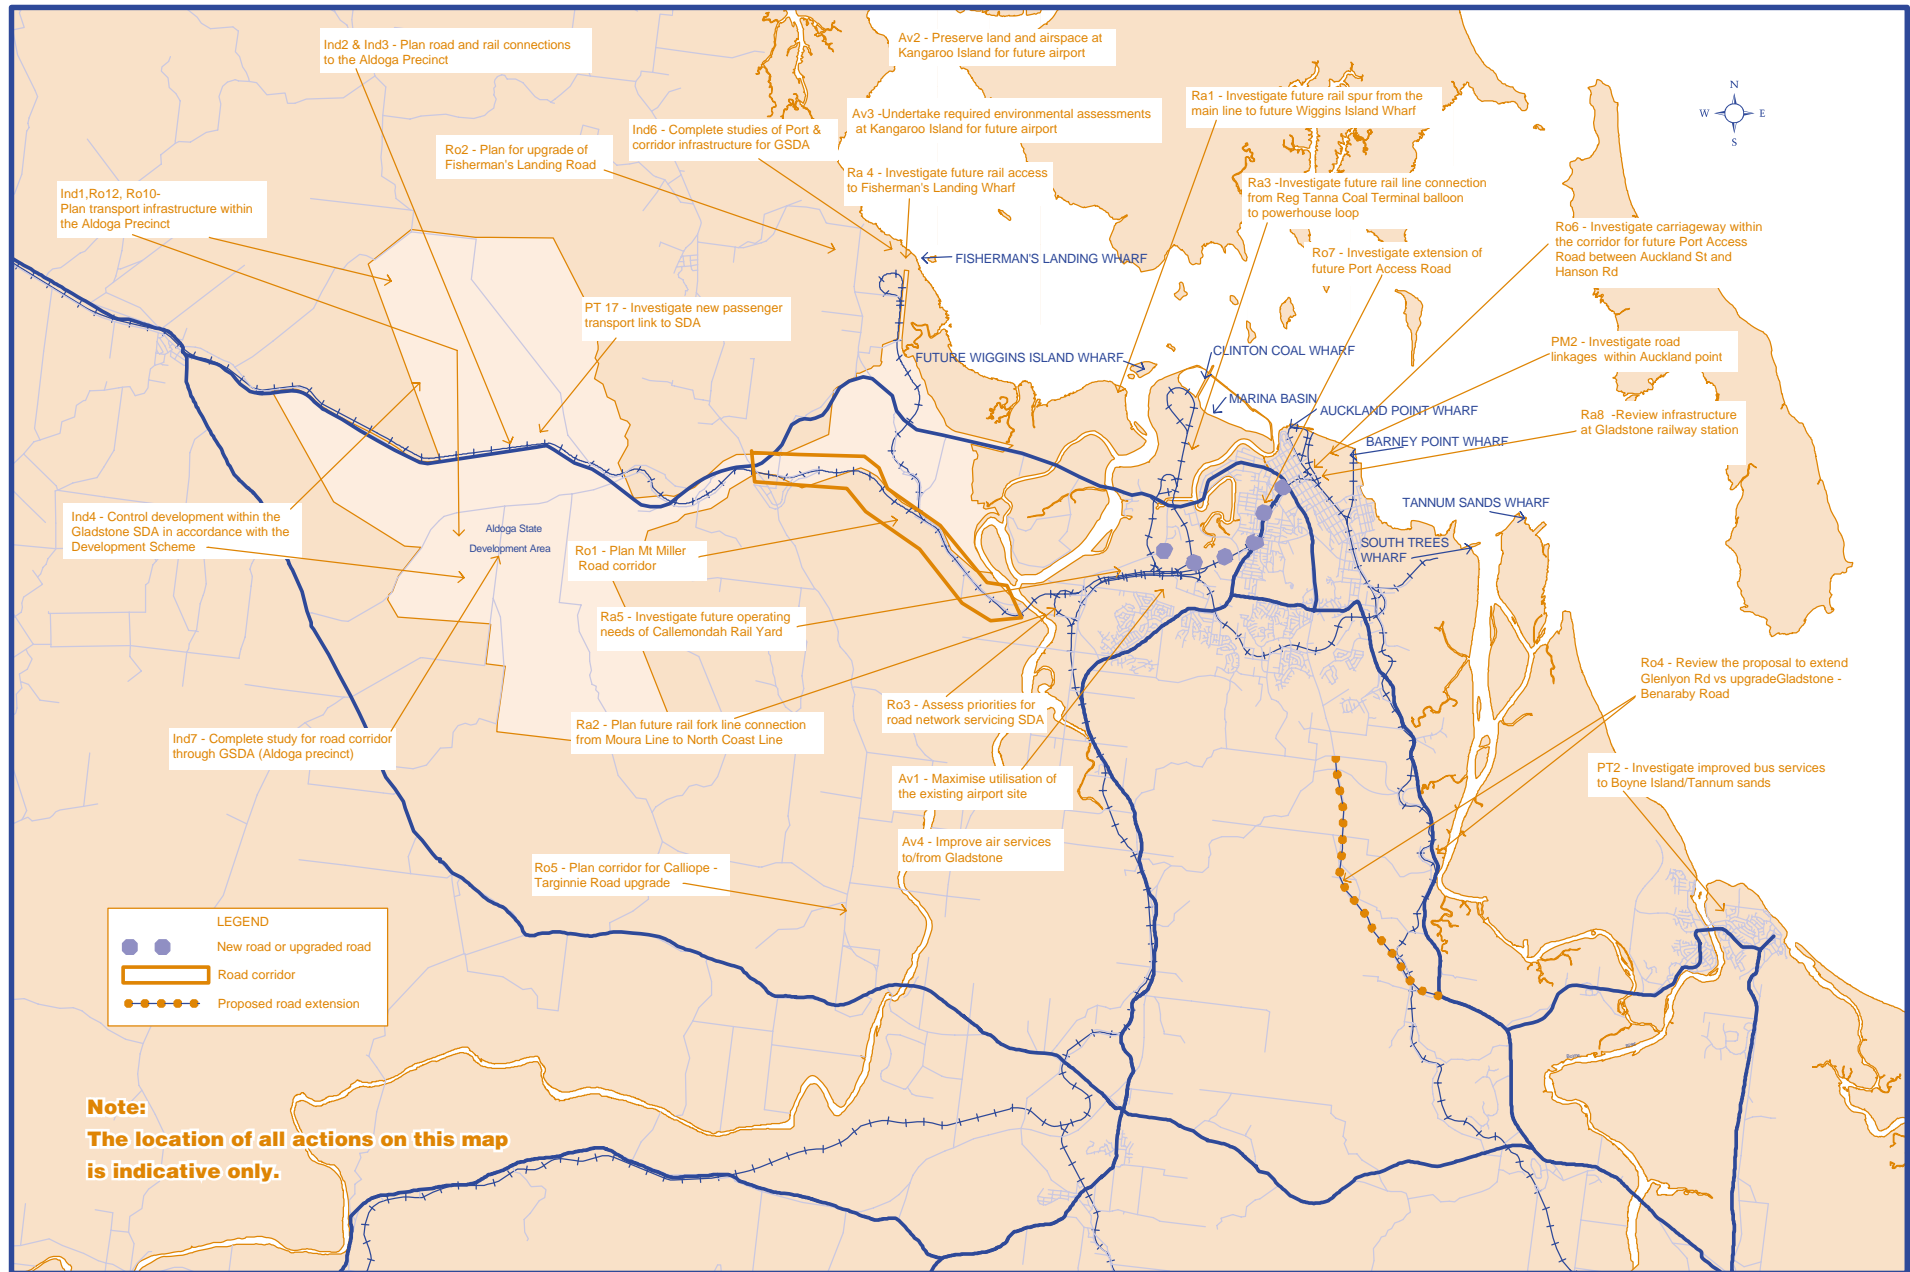 Ind2 & Ind3 - Plan road and rail connections
to the Aldoga Precinct
Av2 - Preserve land and airspace at
Kangaroo Island for future airport
N
W
E
S
Ra1 - Investigate future rail spur from the
main line to future Wiggins Island Wharf
Av3 -Undertake required environmental assessments
at Kangaroo Island for future airport
Ind6 - Complete studies of Port &
corridor infrastructure for GSDA
Ro2 - Plan for upgrade of
Fisherman's Landing Road
Ra 4 - Investigate future rail access
to Fisherman's Landing Wharf
Ra3 -Investigate future rail line connection
from Reg Tanna Coal Terminal balloon
to powerhouse loop
Ind1,Ro12, Ro10-
Plan transport infrastructure within
the Aldoga Precinct
Ro6 - Investigate carriageway within
the corridor for future Port Access
Road between Auckland St and
Hanson Rd
Ro7 - Investigate extension of
future Port Access Road
FISHERMAN'S LANDING WHARF
PT 17 - Investigate new passenger
transport link to SDA
PM2 - Investigate road
linkages within Auckland point
FUTURE WIGGINS ISLAND WHARF
CLINTON COAL WHARF
MARINA BASIN
AUCKLAND POINT WHARF
Ra8 -Review infrastructure
at Gladstone railway station
BARNEY POINT WHARF
TANNUM SANDS WHARF
SOUTH TREES
WHARF
Ind4 - Control development within the
Gladstone SDA in accordance with the
Development Scheme
Aldoga State
Development Area
Ro1 - Plan Mt Miller
Road corridor
Ra5 - Investigate future operating
needs of Callemondah Rail Yard
Ro4 - Review the proposal to extend
Glenlyon Rd vs upgradeGladstone -
Benaraby Road
Ro3 - Assess priorities for
road network servicing SDA
Ra2 - Plan future rail fork line connection
from Moura Line to North Coast Line
Ind7 - Complete study for road corridor
through GSDA (Aldoga precinct)
Av1 - Maximise utilisation of
the existing airport site
PT2 - Investigate improved bus services
to Boyne Island/Tannum sands
Av4 - Improve air services
to/from Gladstone
Ro5 - Plan corridor for Calliope -
Targinnie Road upgrade
LEGEND
New road or upgraded road
Road corridor
Proposed road extension
Note:
The location of all actions on this map
is indicative only.